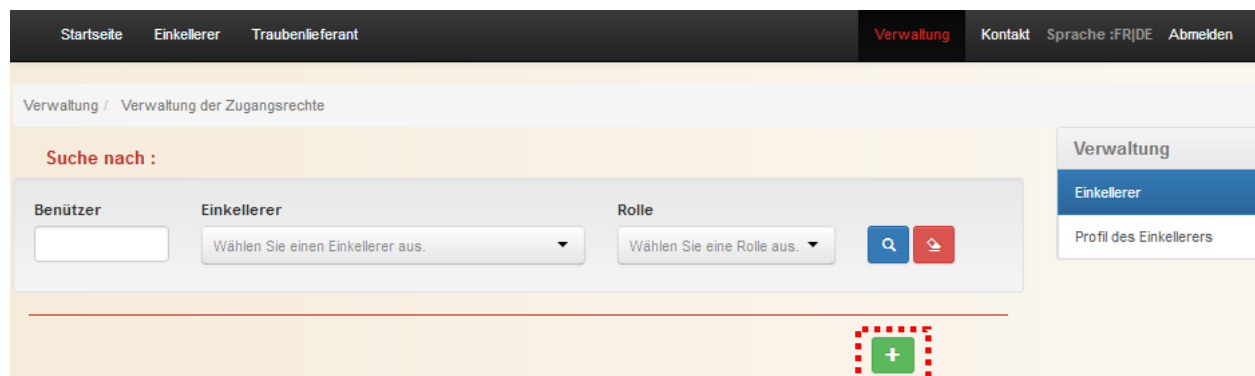 Startseite Einkellerer Traubenlieferant Verwaltung Kontakt Sprache :FR|DE Abmelden
Verwaltung / Verwaltung der Zugangsrechte
Suche nach :
Verwaltung
Benützer Einkellerer Rolle
Einkellerer
Wählen Sie einen Einkellerer aus. Wählen Sie eine Rolle aus.
Profil des Einkellerers